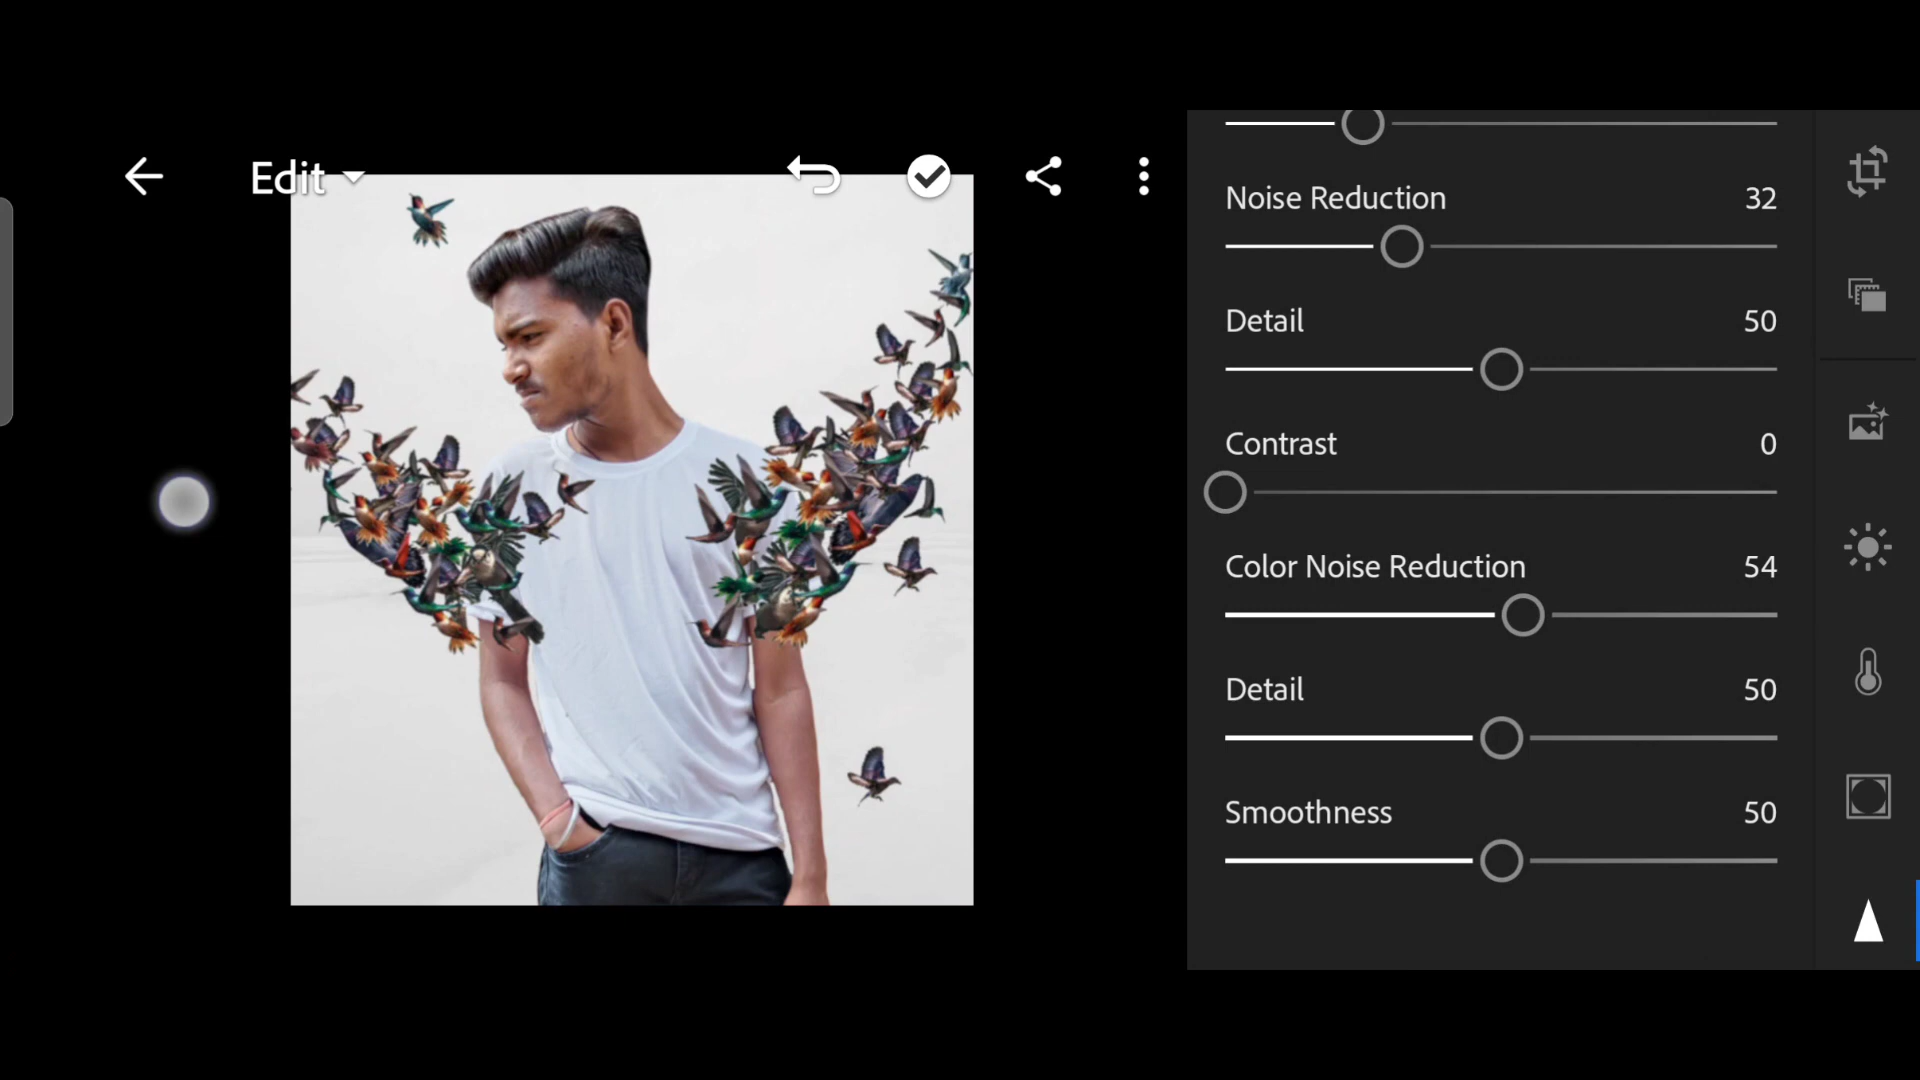 Edit
Noise Reduction 32
Detail 50
Contrast 0
Color Noise Reduction 54
Detail 50
Smoothness 50